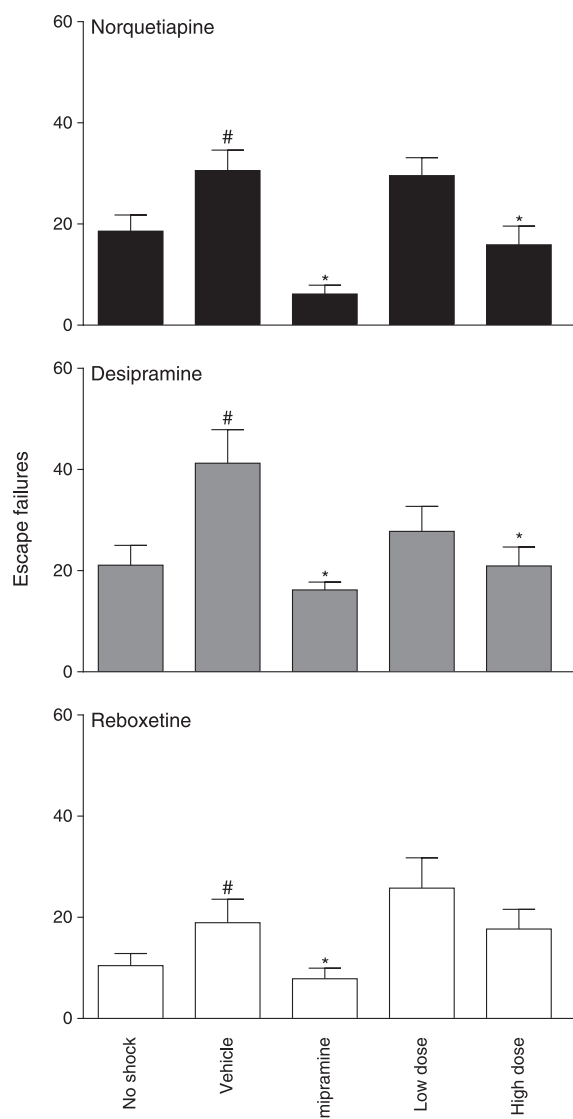 Norquetiapine
60
40
20
0
#
*
*
Desipramine
60
40
20
0
#
*
*
Escape failures
Reboxetine
60
40
20
0
#
*
No shock
Vehicle
mipramine
Low dose
High dose